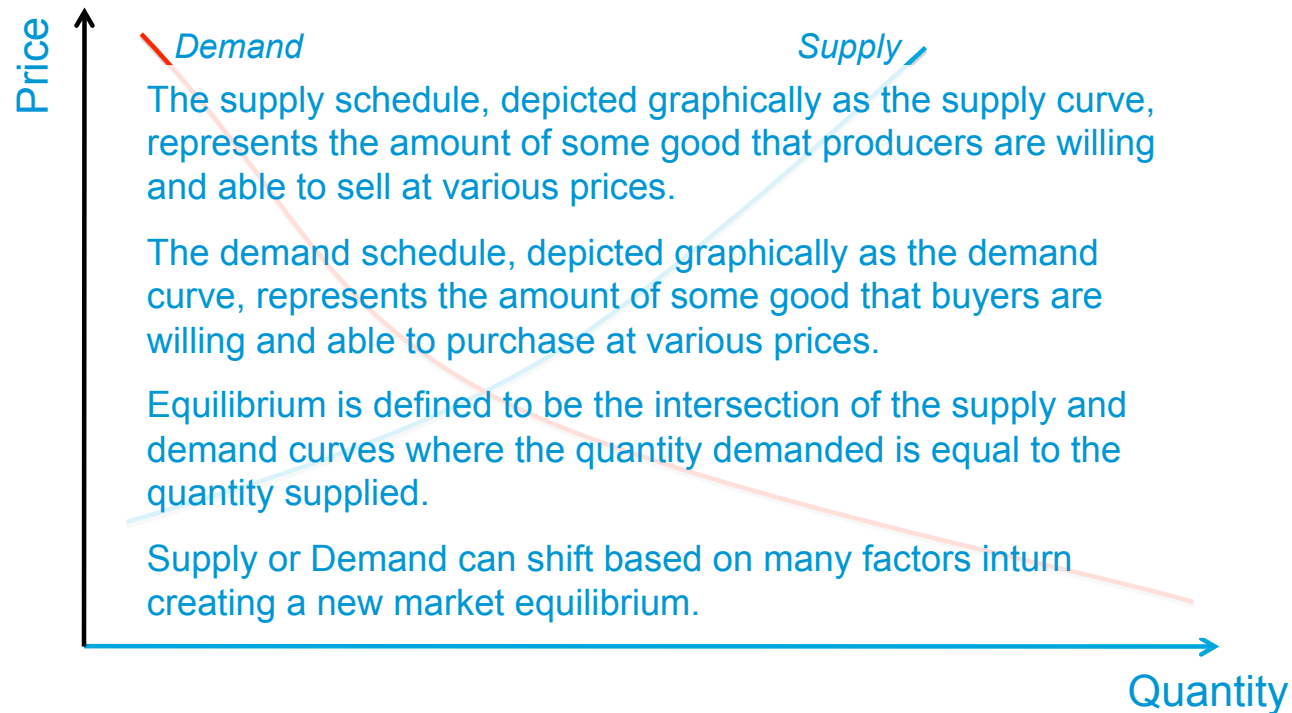 Price
Demand
Supply
The supply schedule, depicted graphically as the supply curve,
represents the amount of some good that producers are willing
and able to sell at various prices.
The demand schedule, depicted graphically as the demand
curve, represents the amount of some good that buyers are
willing and able to purchase at various prices.
Equilibrium is defined to be the intersection of the supply and
demand curves where the quantity demanded is equal to the
quantity supplied.
Supply or Demand can shift based on many factors inturn
creating a new market equilibrium.
Quantity